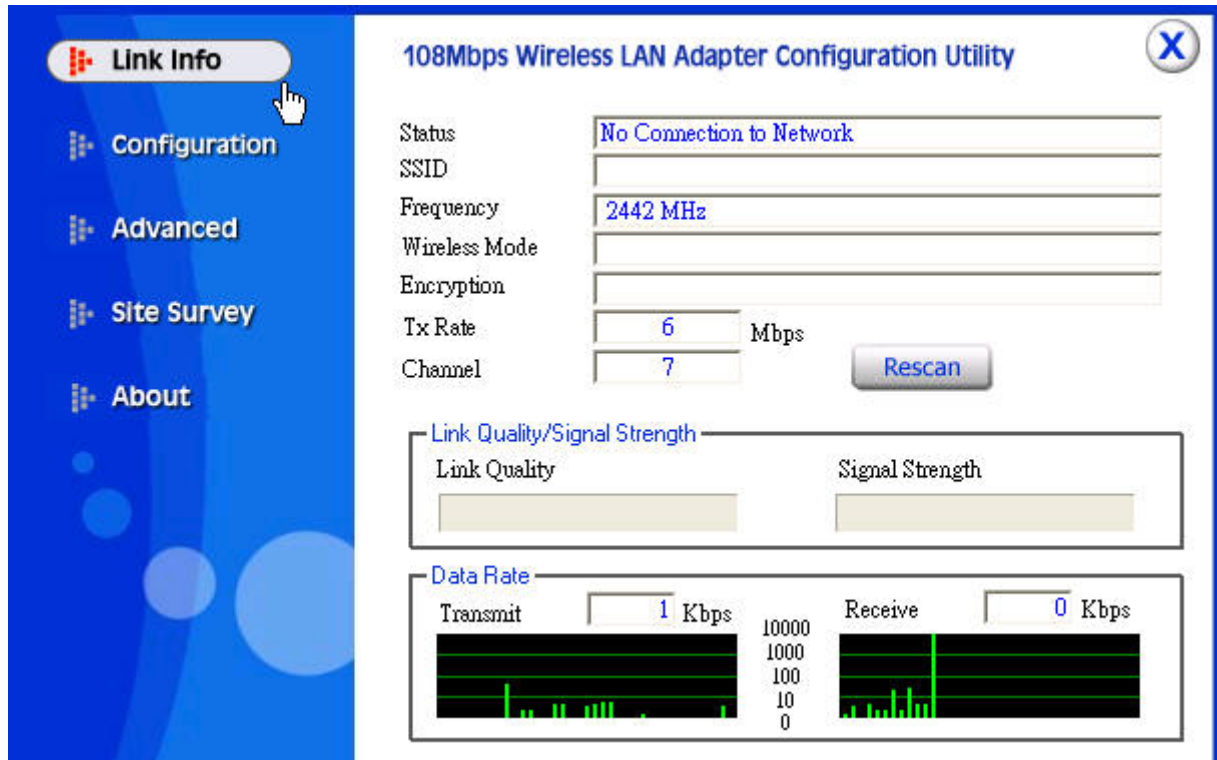 Link Info
Configuration
Advanced
Site Survey
About
108Mbps Wireless LAN Adapter Configuration Utility
X
Status No Connection to Network
SSID
Frequency 2442 MHz
Wireless Mode
Encryption
Tx Rate 6 Mbps
Channel 7
Rescan
Link Quality/Signal Strength
Link Quality Signal Strength
Data Rate
Transmit 1 Kbps
Receive 0 Kbps
10000
1000
100
10
0